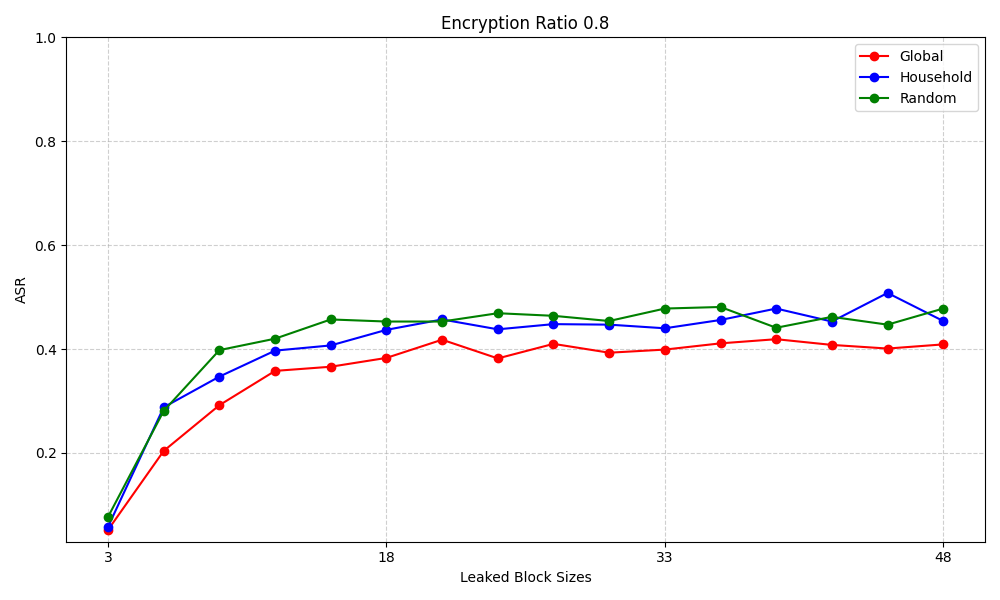 Encryption Ratio 0.8
1.0
0.8
0.6
0.4
0.2
ASR
Global
Household
Random
3
18
33
48
Leaked Block Sizes